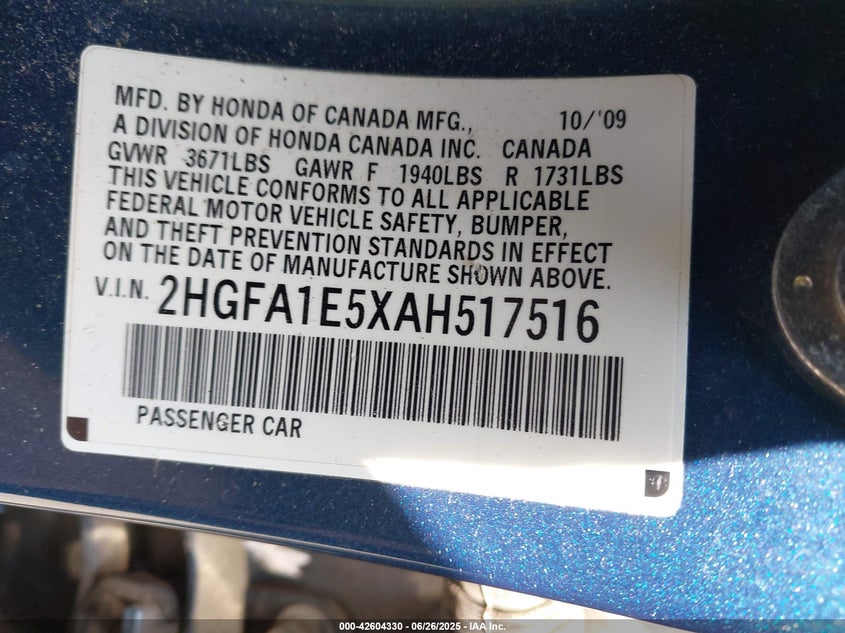 MFD. BY HONDA OF CANADA MFG., 10/'09
A DIVISION OF HONDA CANADA INC. CANADA
GVWR 3671LBS GAWR F 1940LBS R 1731LBS
THIS VEHICLE CONFORMS TO ALL APPLICABLE
FEDERAL MOTOR VEHICLE SAFETY, BUMPER,
AND THEFT PREVENTION STANDARDS IN EFFECT
ON THE DATE OF MANUFACTURE SHOWN ABOVE.
V.I.N. 2HGFA1E5XAH517516
PASSENGER CAR
000-42604330 - 06/26/2025 - IAA Inc.